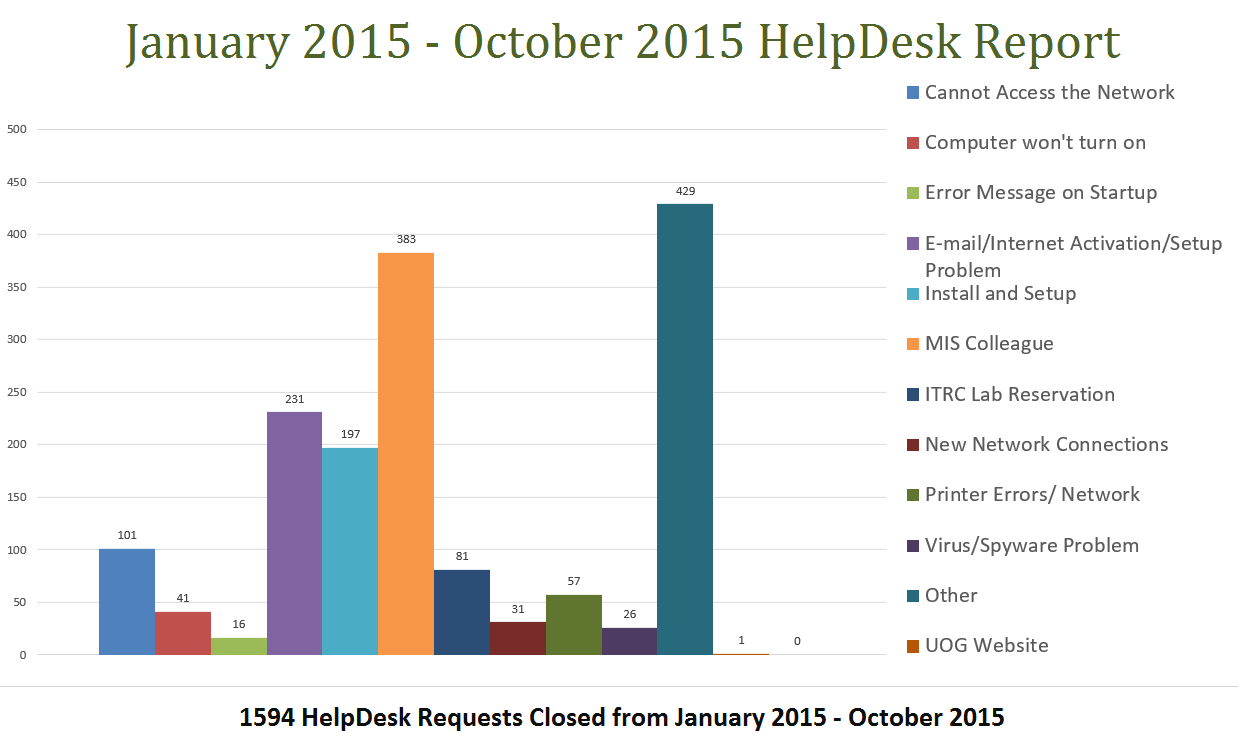 January 2015 - October 2015 HelpDesk Report
500
450
400
350
300
250
200
150
100
50
0
101
41
16
231
197
383
81
31
57
26
429
1
0
Cannot Access the Network
Computer won't turn on
Error Message on Startup
E-mail/Internet Activation/Setup
Problem
Install and Setup
MIS Colleague
ITRC Lab Reservation
New Network Connections
Printer Errors/ Network
Virus/Spyware Problem
Other
UOG Website
1594 HelpDesk Requests Closed from January 2015 - October 2015